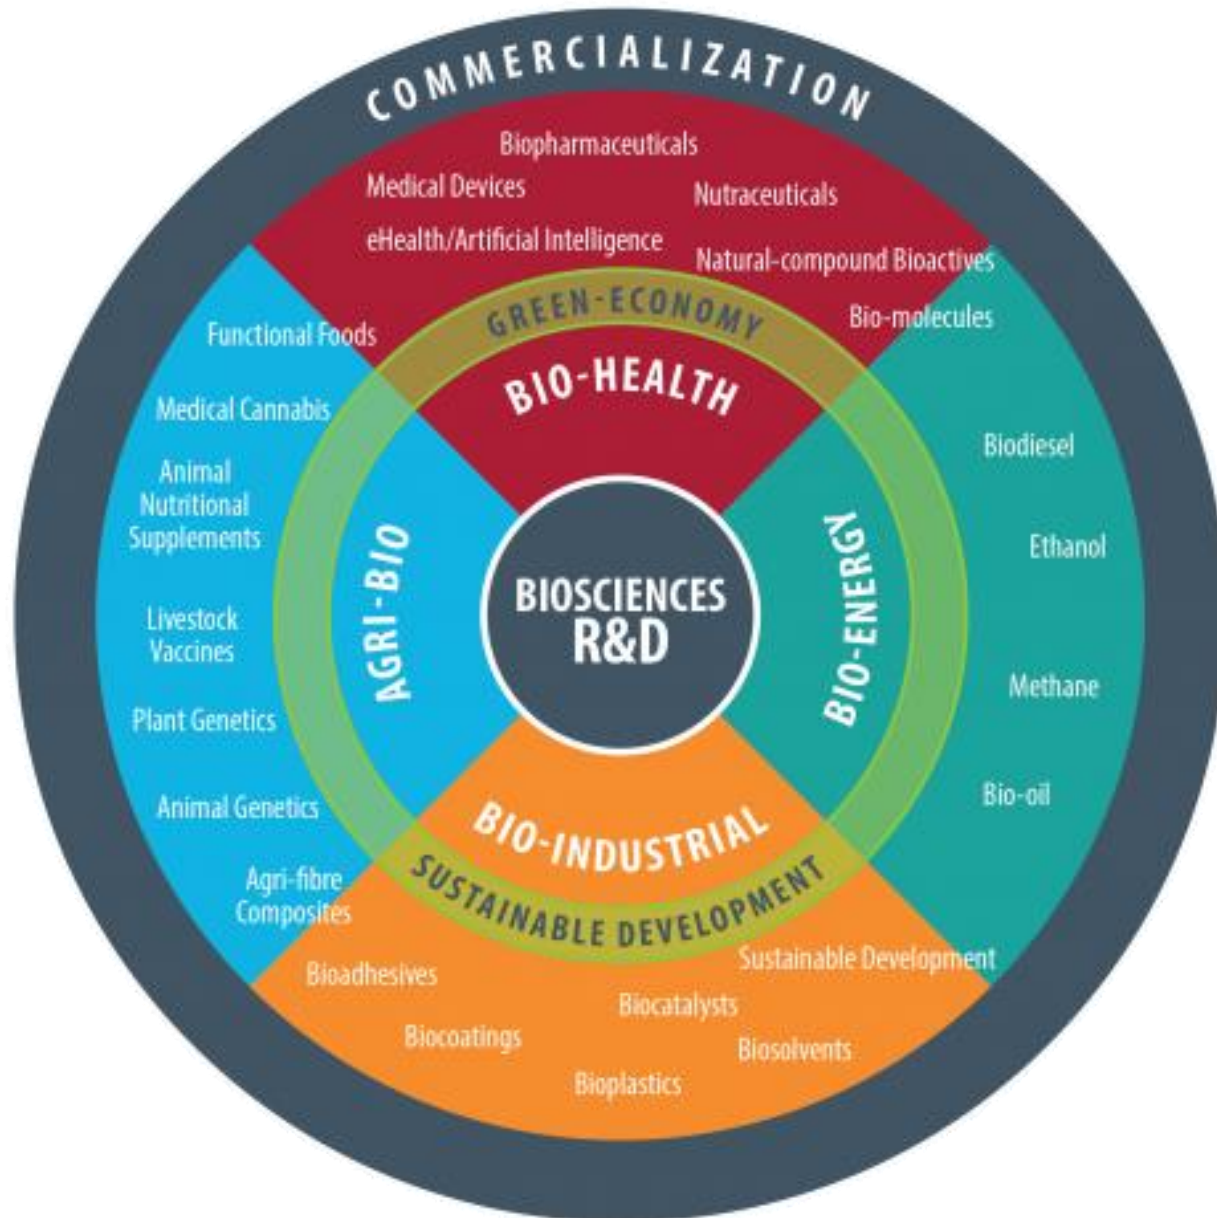 COMMERCIALIZATION
Biopharmaceuticals
Medical Devices
Nutraceuticals
eHealth/Artificial Intelligence
Natural-compound Bioactives
Bio-molecules
GREEN-ECONOMY
BIO-HEALTH
Functional Foods
Medical Cannabis
Animal
Nutritional
Supplements
Livestock
Vaccines
Plant Genetics
Animal Genetics
Agri-fibre
Composites
AGRI-BIO
BIOSCIENCES
R&D
BIO-ENERGY
Biodiesel
Ethanol
Methane
Bio-oil
BIO-INDUSTRIAL
SUSTAINABLE DEVELOPMENT
Sustainable Development
Bioadhesives
Biocatalysts
Biocoatings
Biosolvents
Bioplastics